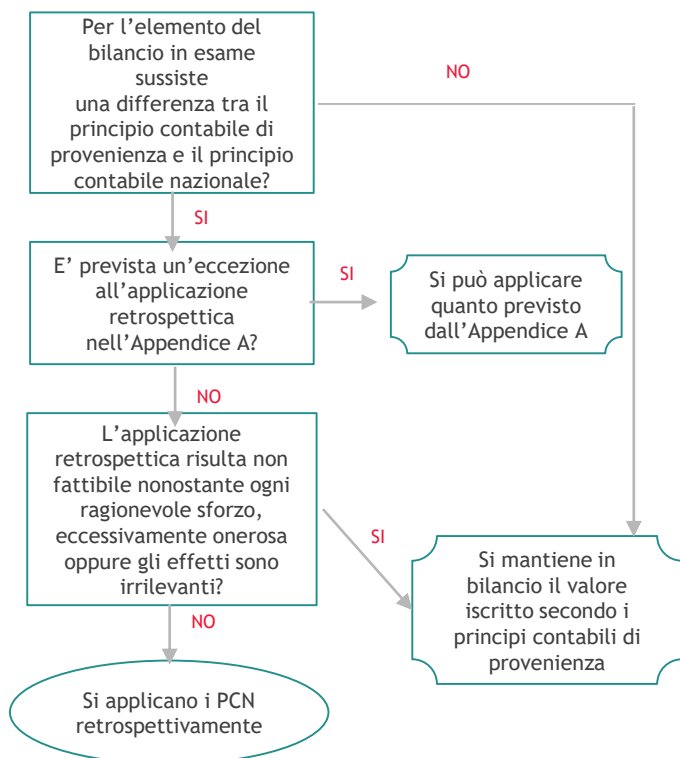 Per l’elemento del
bilancio in esame
sussiste
una differenza tra il
principio contabile di
provenienza e il principio
contabile nazionale?
NO
SI
E’ prevista un’eccezione
all’applicazione
retrospettica
nell’Appendice A?
SI
Si può applicare
quanto previsto
dall’Appendice A
NO
L’applicazione
retrospettica risulta non
fattibile nonostante ogni
ragionevole sforzo,
eccessivamente onerosa
oppure gli effetti sono
irrilevanti?
SI
Si mantiene in
bilancio il valore
iscritto secondo i
principi contabili di
provenienza
NO
Si applicano i PCN
retrospettivamente